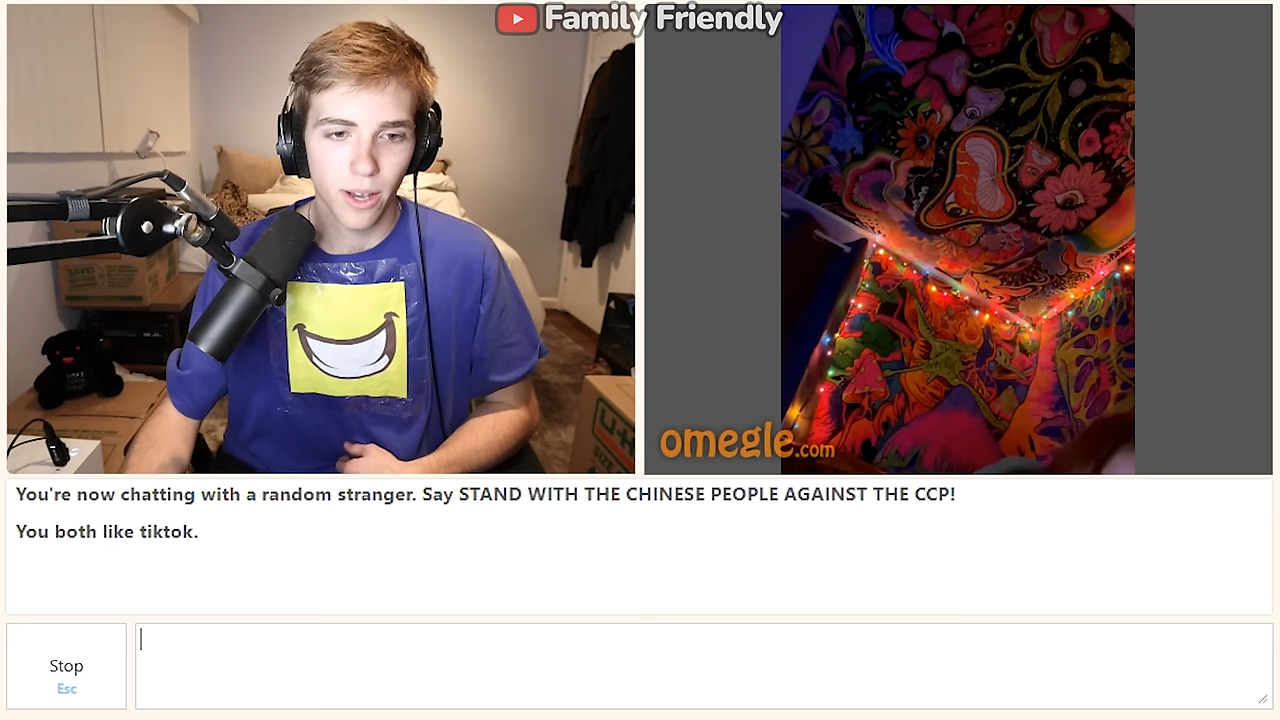 Family Friendly
omegle.com
You're now chatting with a random stranger. Say STAND WITH THE CHINESE PEOPLE AGAINST THE CCP!
You both like tiktok.
Stop
Esc